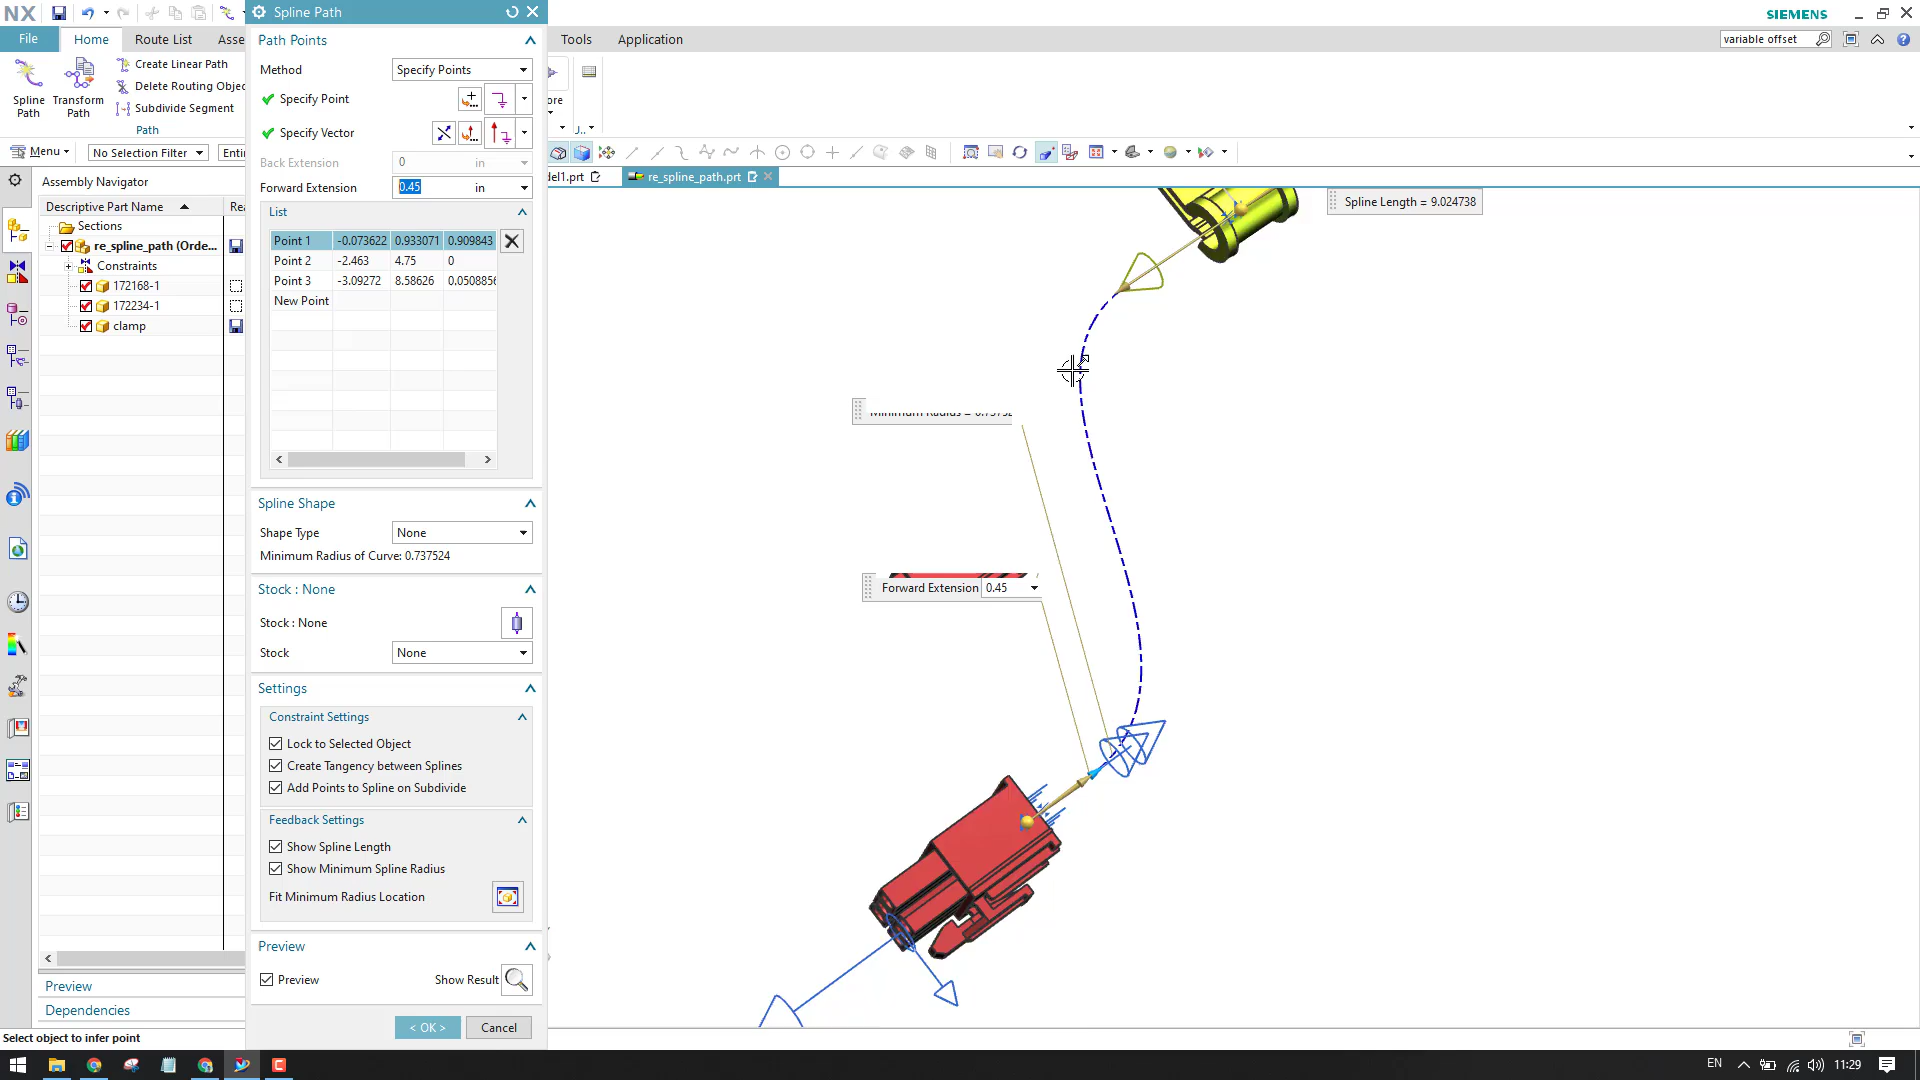 NX
Spline Path
SIEMENS
File
Home
Route List
Asse
Tools
Application
variable offset
Spline Path
Transform Path
Create Linear Path
Delete Routing Objec
Subdivide Segment
Path
ore
Menu
No Selection Filter
Entir
del1.prt
re_spline_path.prt
Assembly Navigator
Descriptive Part Name
Rea
Sections
re_spline_path (Orde...
Constraints
172168-1
172234-1
clamp
Preview
Dependencies
Path Points
Method
Specify Points
Specify Point
Specify Vector
Back Extension
0
in
Forward Extension
0.45
in
List
Point 1 -0.073622 0.933071 0.909843
Point 2 -2.463 4.75 0
Point 3 -3.09272 8.58626 0.0508856
New Point
Spline Shape
Shape Type
None
Minimum Radius of Curve: 0.737524
Stock : None
Stock : None
Stock
None
Settings
Constraint Settings
Lock to Selected Object
Create Tangency between Splines
Add Points to Spline on Subdivide
Feedback Settings
Show Spline Length
Show Minimum Spline Radius
Fit Minimum Radius Location
Preview
Preview
Show Result
< OK >
Cancel
Spline Length = 9.024738
Forward Extension 0.45
Select object to infer point
EN
11:29